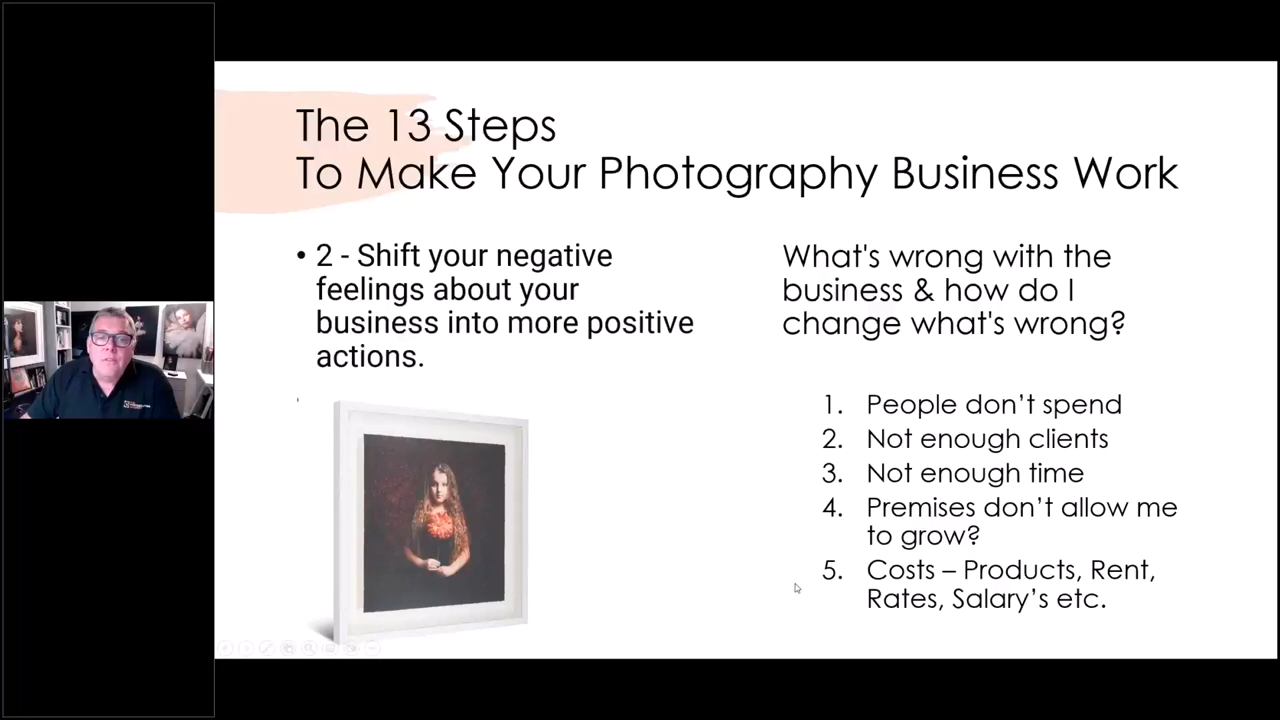 The 13 Steps
To Make Your Photography Business Work
• 2 - Shift your negative
feelings about your
business into more positive
actions.
What's wrong with the
business & how do I
change what's wrong?
1. People don’t spend
2. Not enough clients
3. Not enough time
4. Premises don’t allow me
to grow?
5. Costs – Products, Rent,
Rates, Salary’s etc.